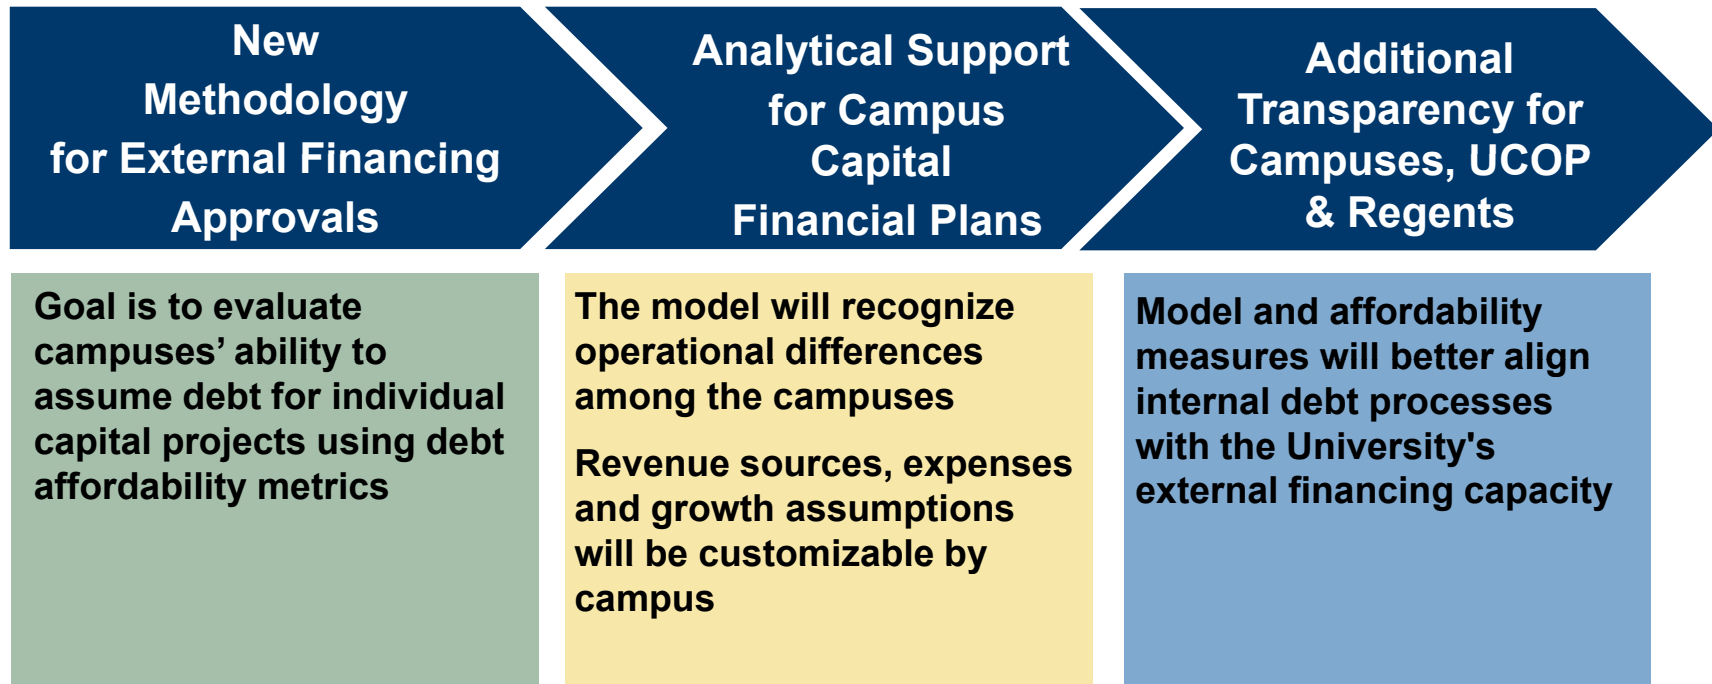 New
Methodology
for External Financing
Approvals
Analytical Support
for Campus
Capital
Financial Plans
Additional
Transparency for
Campuses, UCOP
& Regents
Goal is to evaluate
campuses’ ability to
assume debt for individual
capital projects using debt
affordability metrics
The model will recognize
operational differences
among the campuses
Revenue sources, expenses
and growth assumptions
will be customizable by
campus
Model and affordability
measures will better align
internal debt processes
with the University's
external financing capacity